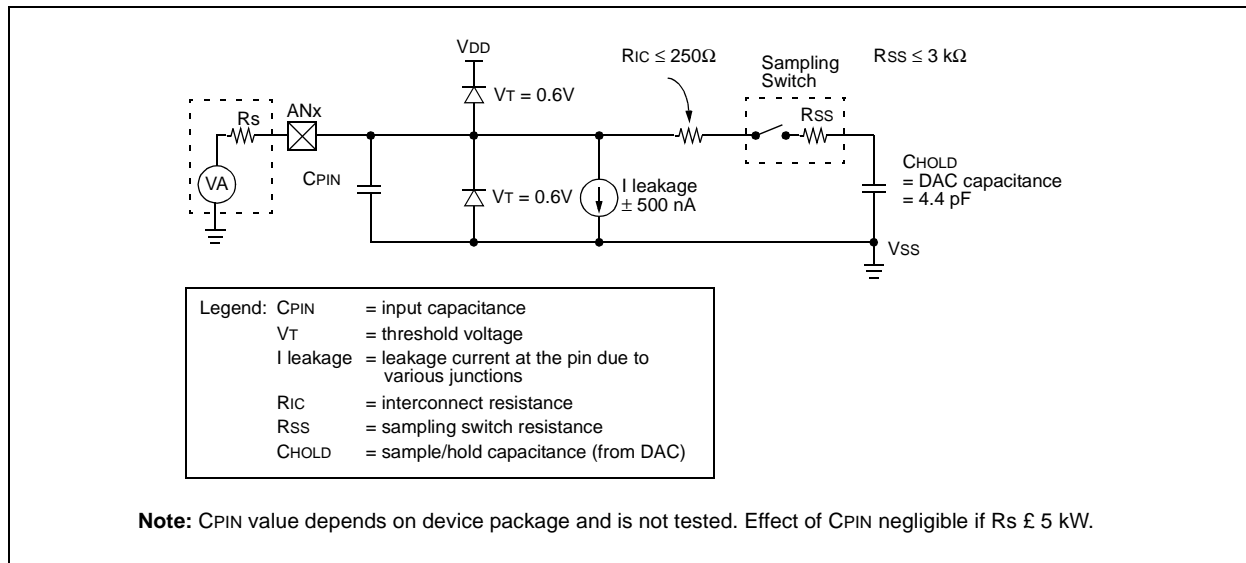 VDD
RIC ≤ 250Ω
Sampling
Switch
RSS ≤ 3 kΩ
VT = 0.6V
Rs
ANx
RSS
VA
CPIN
VT = 0.6V
I leakage
± 500 nA
CHOLD
= DAC capacitance
= 4.4 pF
VSS
Legend: CPIN = input capacitance
VT = threshold voltage
I leakage = leakage current at the pin due to
various junctions
RIC = interconnect resistance
RSS = sampling switch resistance
CHOLD = sample/hold capacitance (from DAC)
Note: CPIN value depends on device package and is not tested. Effect of CPIN negligible if Rs £ 5 kW.